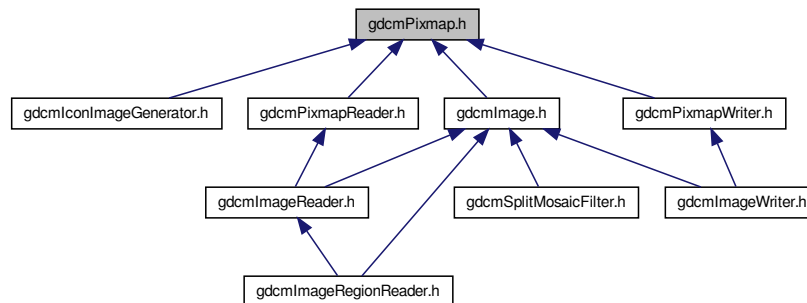 gdcmPixmap.h
gdcmIconImageGenerator.h
gdcmPixmapReader.h
gdcmImage.h
gdcmPixmapWriter.h
gdcmImageReader.h
gdcmSplitMosaicFilter.h
gdcmImageWriter.h
gdcmImageRegionReader.h